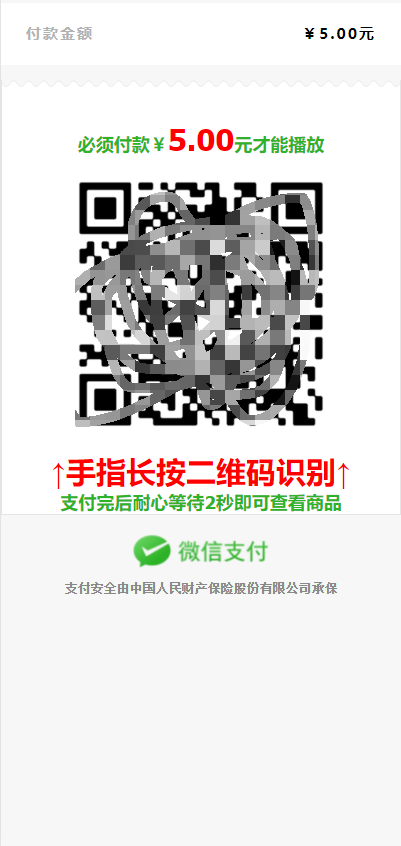 付款金额 ￥5.00元
必须付款￥5.00元才能播放
↑手指长按二维码识别↑
支付完后耐心等待2秒即可查看商品
微信支付
支付安全由中国人民财产保险股份有限公司承保